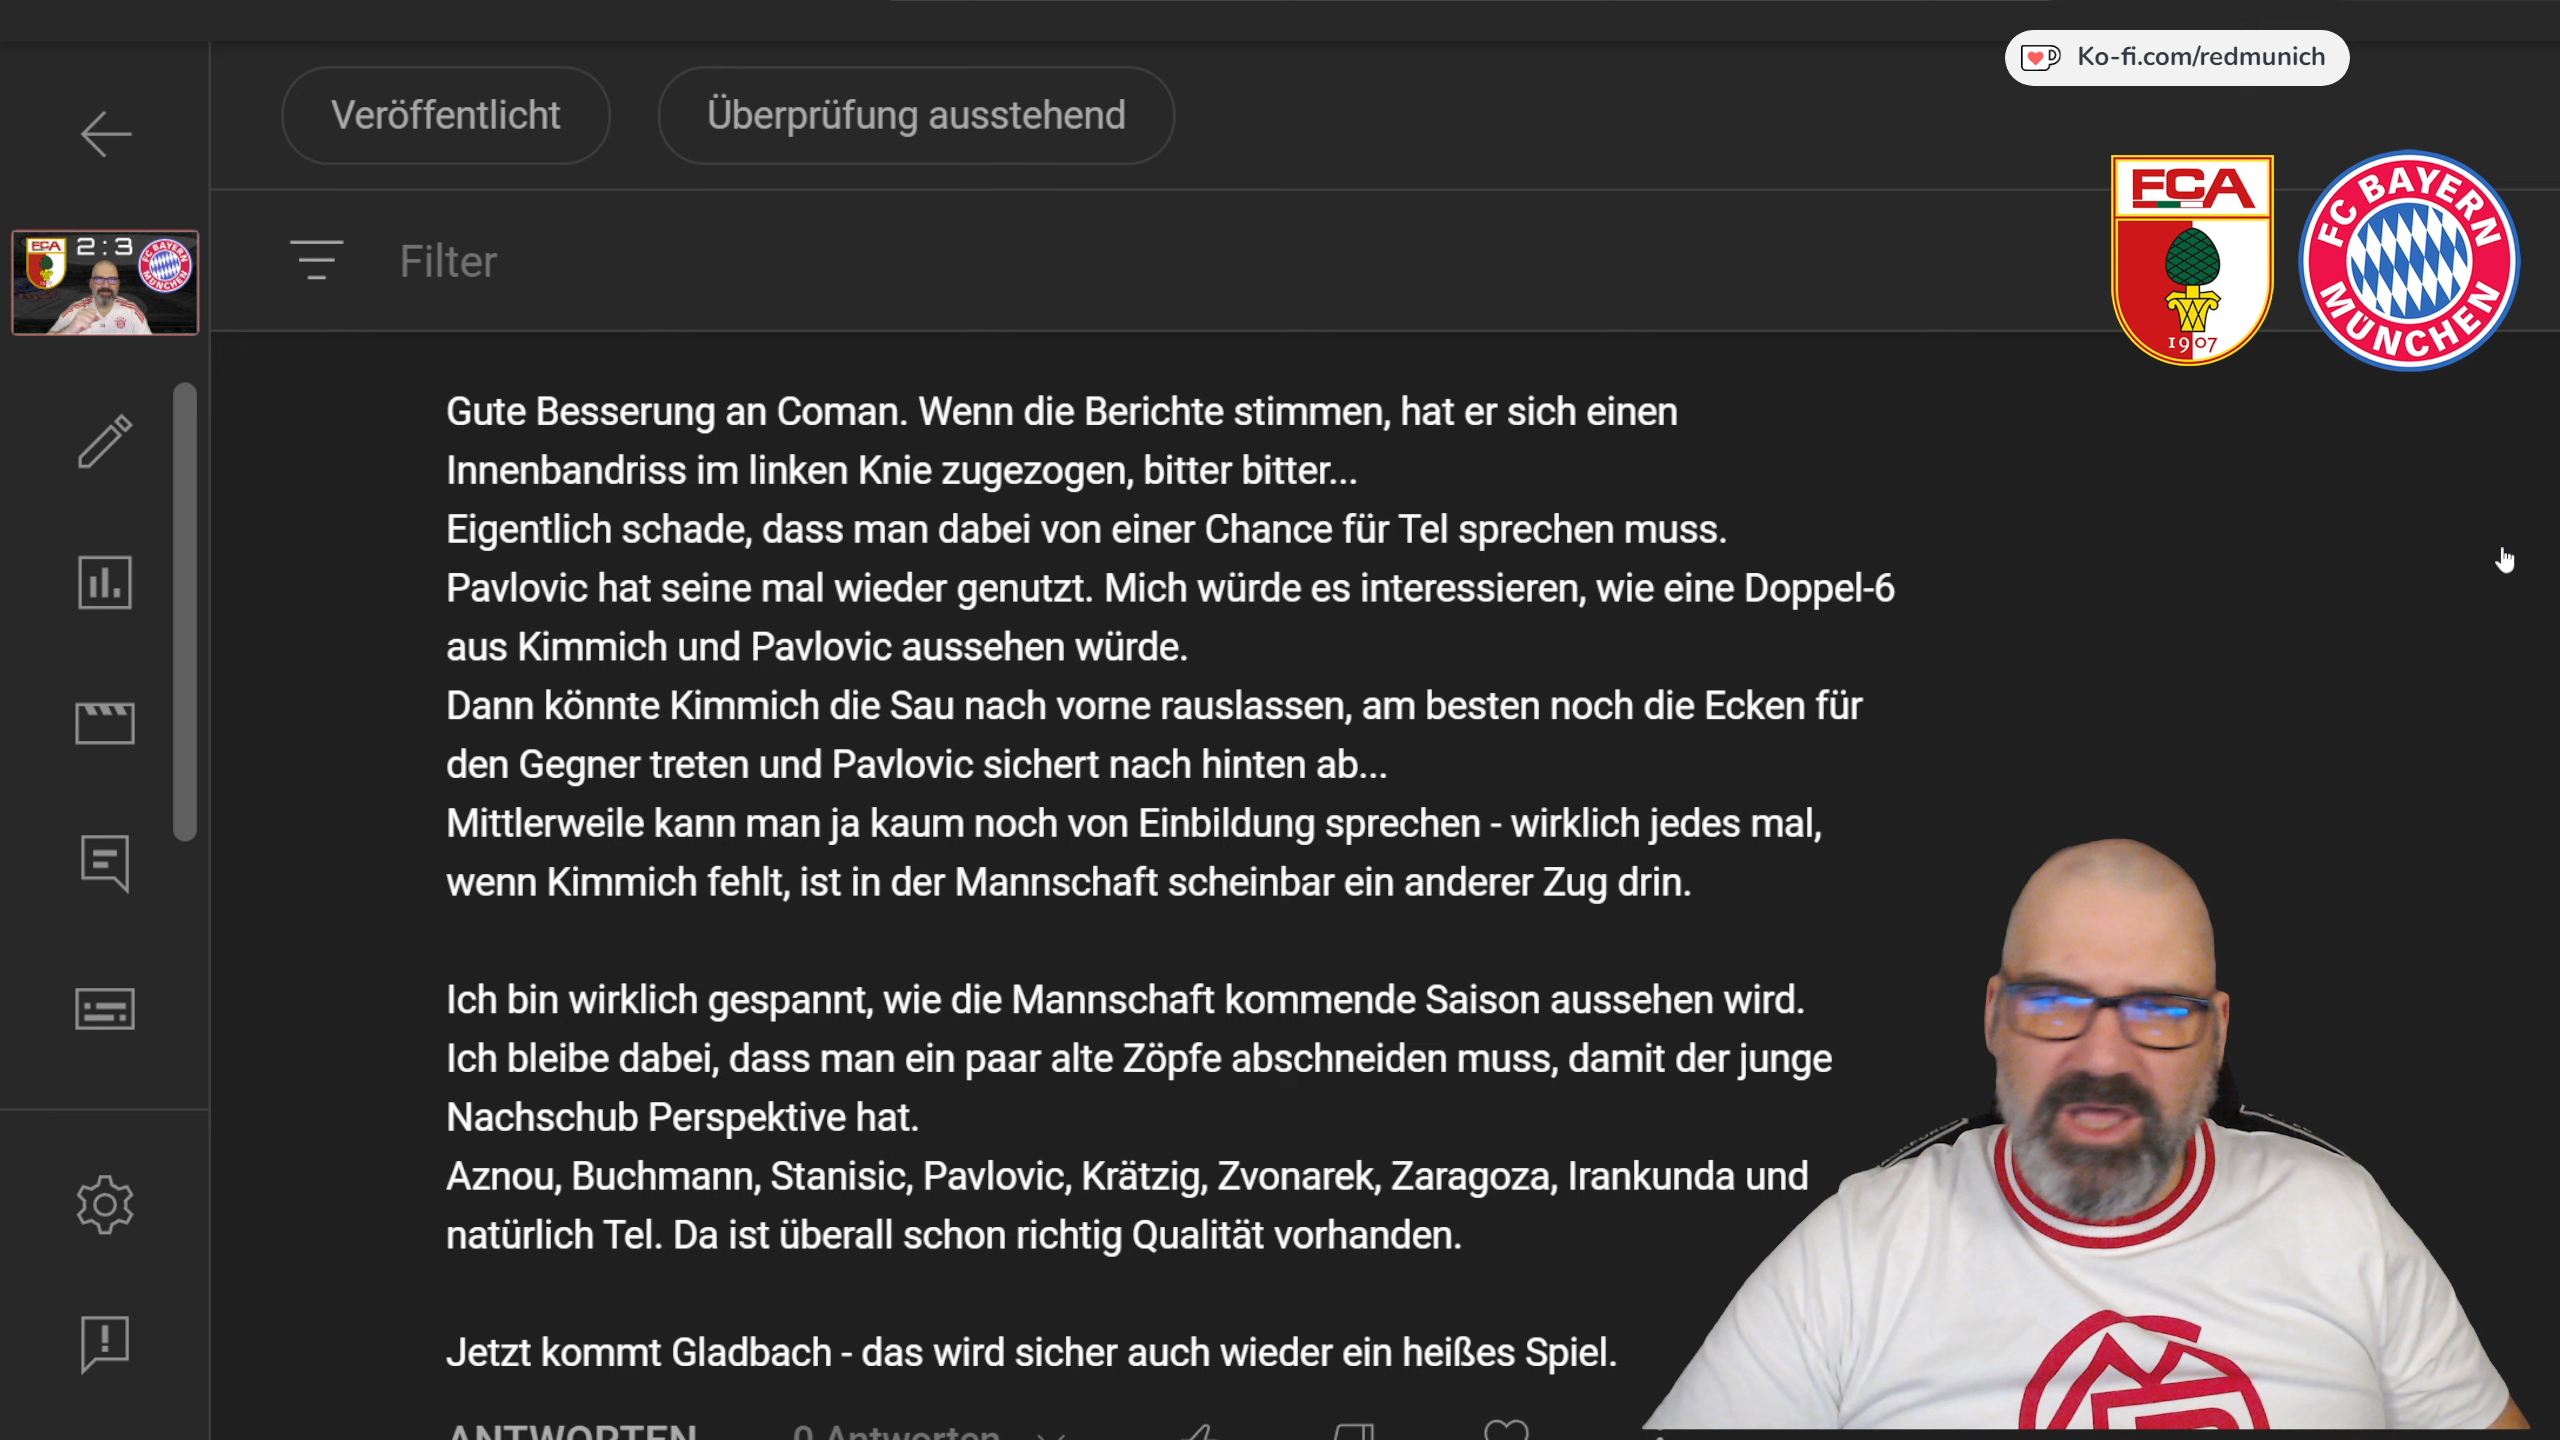 Ko-fi.com/redmunich
Veröffentlicht
Überprüfung ausstehend
FCA
1907
FC BAYERN
MÜNCHEN
FCA
2:3
FC BAYERN
MÜNCHEN
Filter
Gute Besserung an Coman. Wenn die Berichte stimmen, hat er sich einen
Innenbandriss im linken Knie zugezogen, bitter bitter...
Eigentlich schade, dass man dabei von einer Chance für Tel sprechen muss.
Pavlovic hat seine mal wieder genutzt. Mich würde es interessieren, wie eine Doppel-6
aus Kimmich und Pavlovic aussehen würde.
Dann könnte Kimmich die Sau nach vorne rauslassen, am besten noch die Ecken für
den Gegner treten und Pavlovic sichert nach hinten ab...
Mittlerweile kann man ja kaum noch von Einbildung sprechen - wirklich jedes mal,
wenn Kimmich fehlt, ist in der Mannschaft scheinbar ein anderer Zug drin.
Ich bin wirklich gespannt, wie die Mannschaft kommende Saison aussehen wird.
Ich bleibe dabei, dass man ein paar alte Zöpfe abschneiden muss, damit der junge
Nachschub Perspektive hat.
Aznou, Buchmann, Stanisic, Pavlovic, Krätzig, Zvonarek, Zaragoza, Irankunda und
natürlich Tel. Da ist überall schon richtig Qualität vorhanden.
Jetzt kommt Gladbach - das wird sicher auch wieder ein heißes Spiel.
ANTWORTEN
0 Antworten